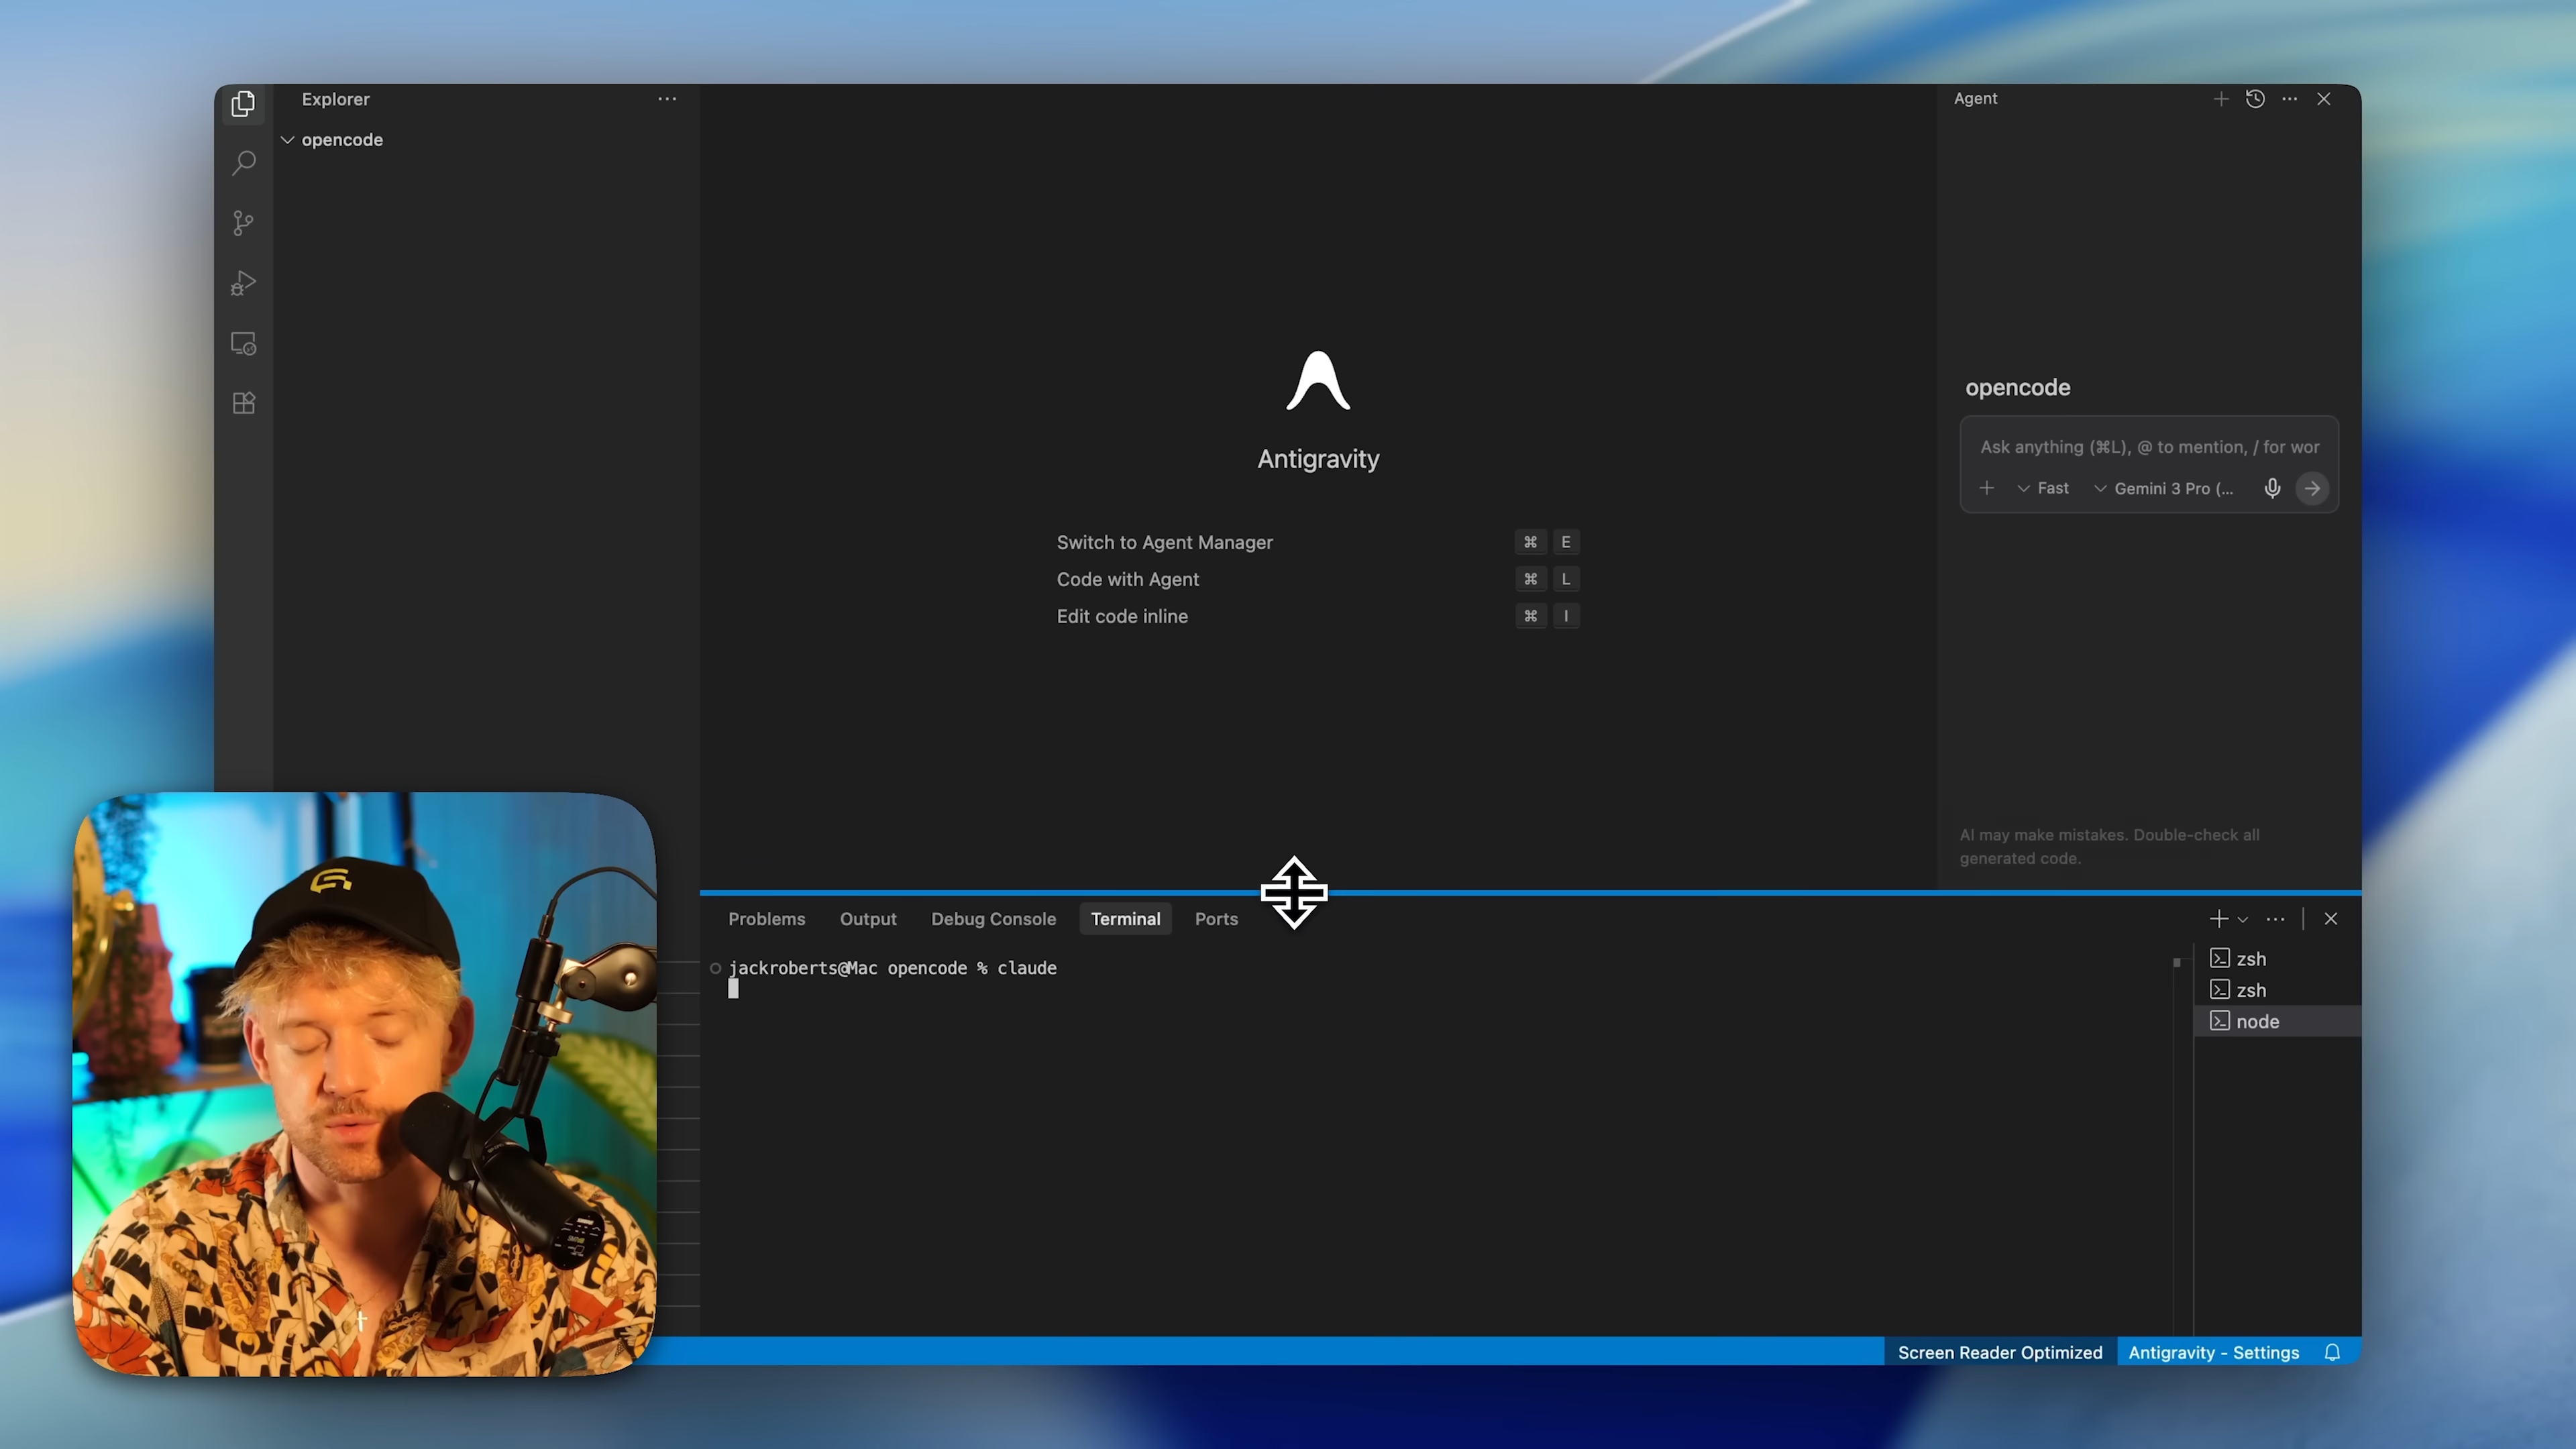 Explorer
opencode
Agent
Antigravity
Switch to Agent Manager ⌘ E
Code with Agent ⌘ L
Edit code inline ⌘ I
opencode
Ask anything (⌘L), @ to mention, / for wor
Fast Gemini 3 Pro (...
AI may make mistakes. Double-check all
generated code.
Problems Output Debug Console Terminal Ports
jackroberts@Mac opencode % claude
zsh
zsh
node
Screen Reader Optimized Antigravity - Settings